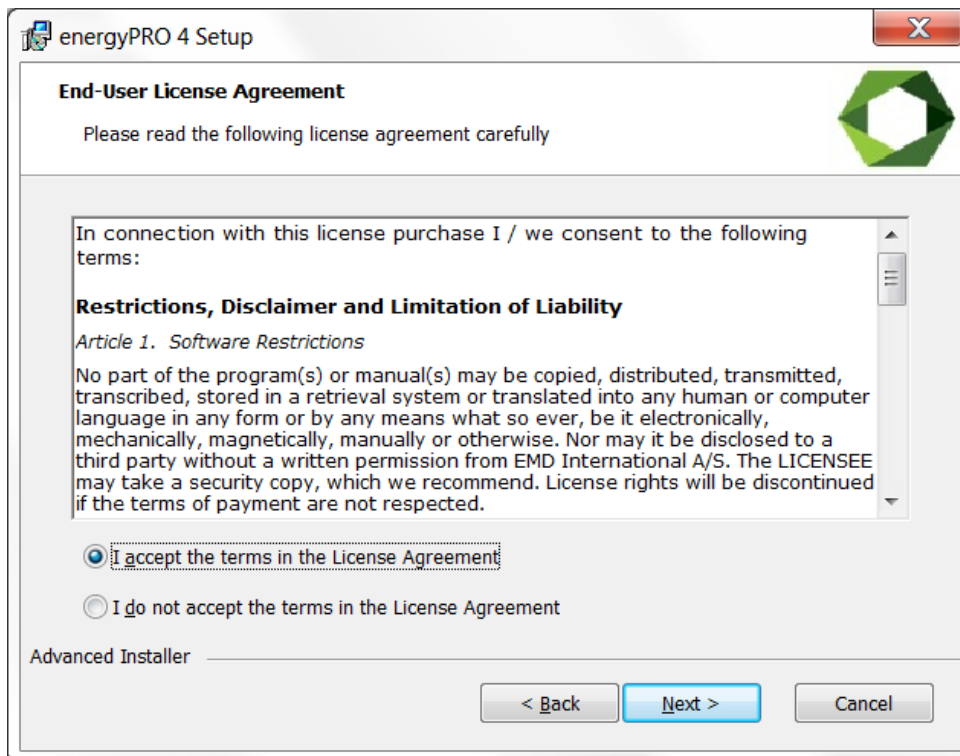 energyPRO 4 Setup
End-User License Agreement
Please read the following license agreement carefully
In connection with this license purchase I / we consent to the following
terms:
Restrictions, Disclaimer and Limitation of Liability
Article 1.  Software Restrictions
No part of the program(s) or manual(s) may be copied, distributed, transmitted,
transcribed, stored in a retrieval system or translated into any human or computer
language in any form or by any means what so ever, be it electronically,
mechanically, magnetically, manually or otherwise. Nor may it be disclosed to a
third party without a written permission from EMD International A/S. The LICENSEE
may take a security copy, which we recommend. License rights will be discontinued
if the terms of payment are not respected.
I accept the terms in the License Agreement
I do not accept the terms in the License Agreement
Advanced Installer
< Back
Next >
Cancel